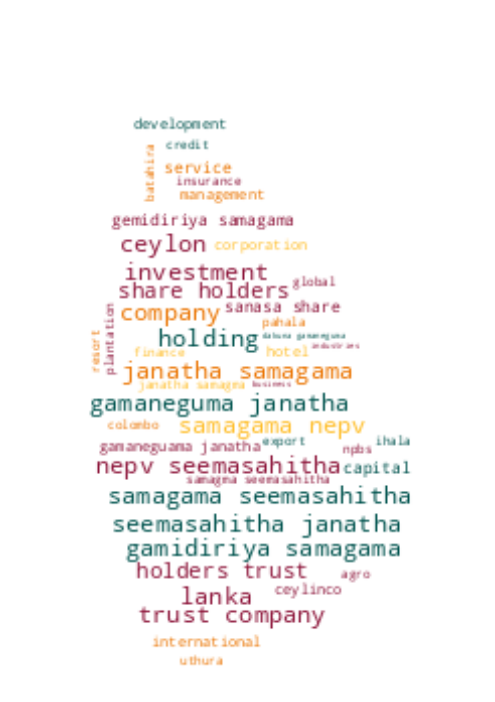 development
credit
batahira
service
insurance
management
gemidiriya samagama
ceylon corporation
investment
global
share holders
plantation
sanasa share
company
pahala
resort
holding dakuna gamaneguma
industries
finance hotel
janatha samagama
janatha samagma business
gamaneguma janatha
colombo samagama nepv
gamaneguama janatha export ihala
npbs
nepv seemasahitha capital
samagma seemasahitha
samagama seemasahitha
seemasahitha janatha
gamidiriya samagama
holders trust agro
ceylinco
lanka
trust company
international
uthura